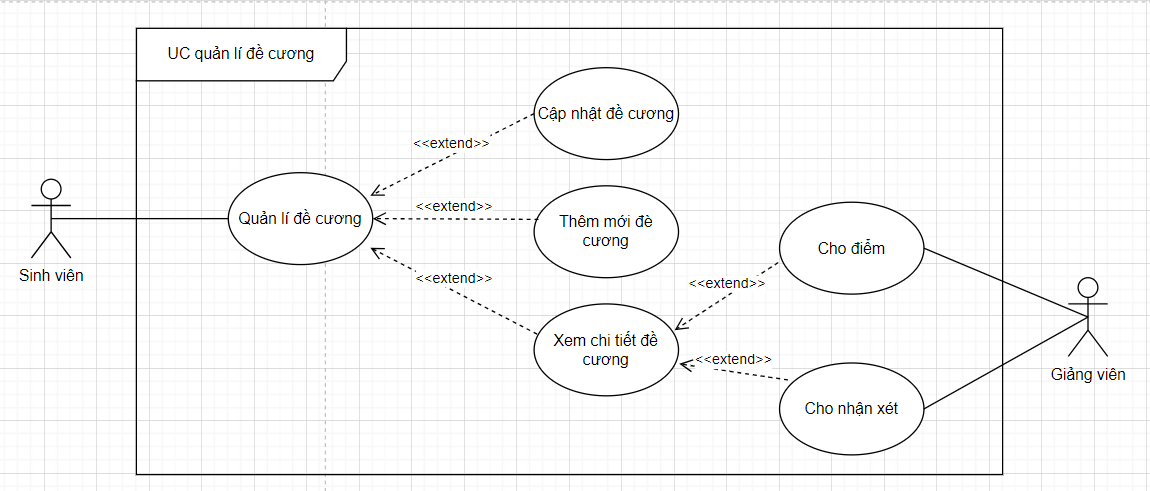 UC quản lí đề cương
Cập nhật đề cương
<<extend>>
Quản lí đề cương
<<extend>>
Thêm mới đè
cương
<<extend>>
Sinh viên
Cho điểm
<<extend>>
Xem chi tiết đề
cương
<<extend>>
Cho nhận xét
Giảng viên